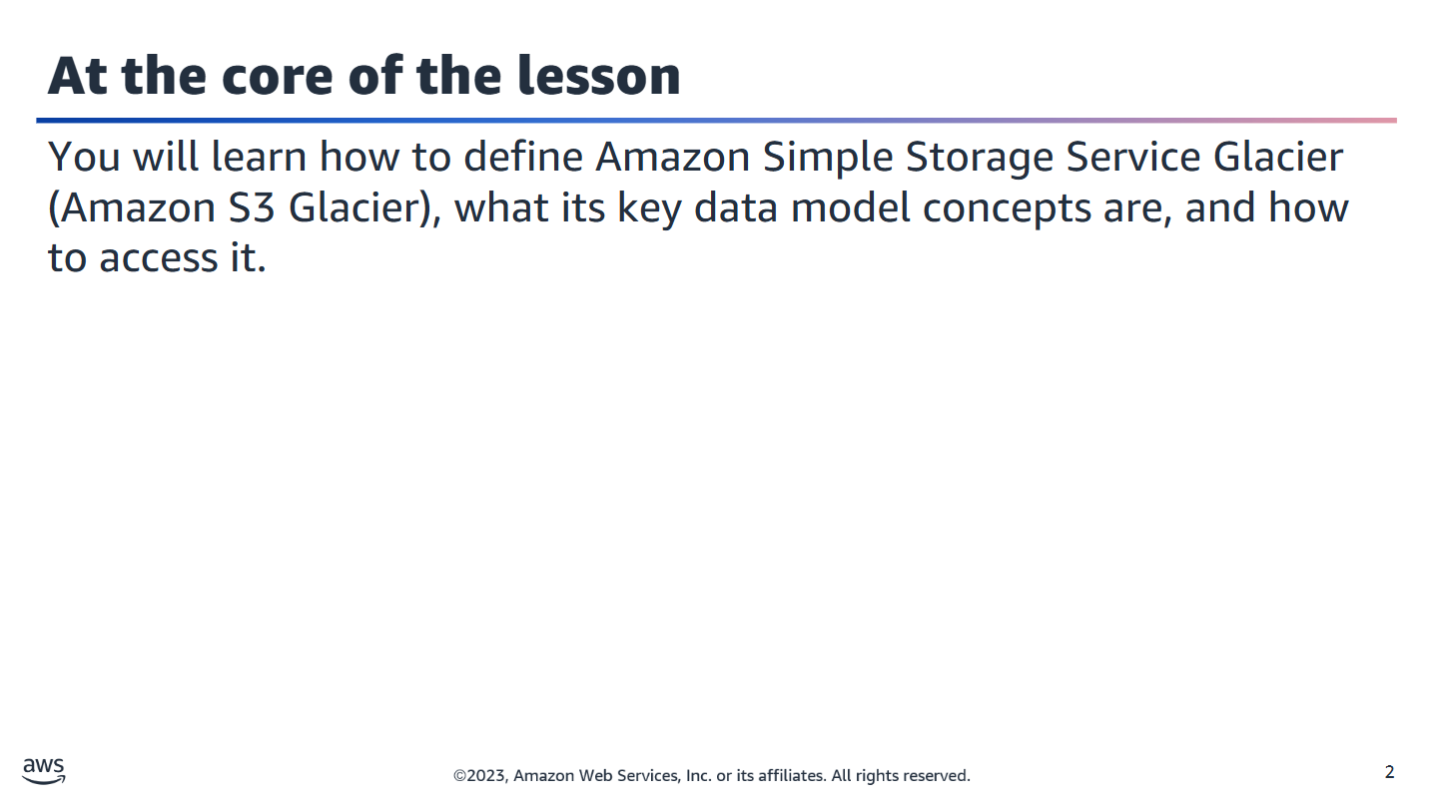 At the core of the lesson
You will learn how to define Amazon Simple Storage Service Glacier
(Amazon S3 Glacier), what its key data model concepts are, and how
to access it.
aws
©2023, Amazon Web Services, Inc. or its affiliates. All rights reserved.
2